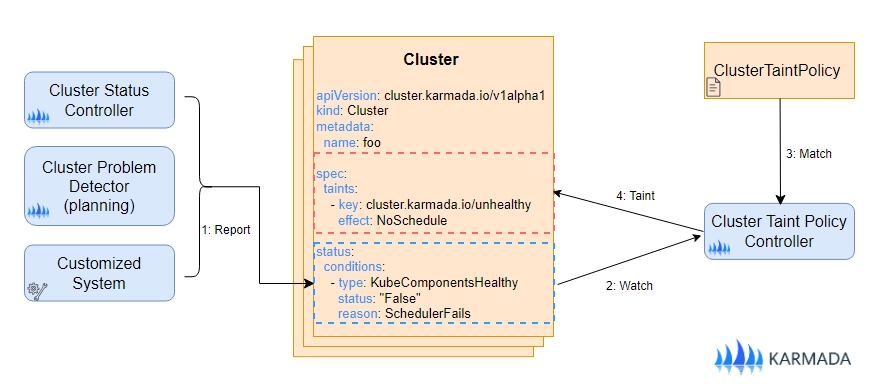 Cluster Status
Controller
Cluster Problem
Detector
(planning)
Customized
System
1: Report
Cluster
apiVersion: cluster.karmada.io/v1alpha1
kind: Cluster
metadata:
name: foo
spec:
taints:
- key: cluster.karmada.io/unhealthy
effect: NoSchedule
status:
conditions:
- type: KubeComponentsHealthy
status: "False"
reason: SchedulerFails
ClusterTaintPolicy
3: Match
4: Taint
Cluster Taint Policy
Controller
2: Watch
KARMADA